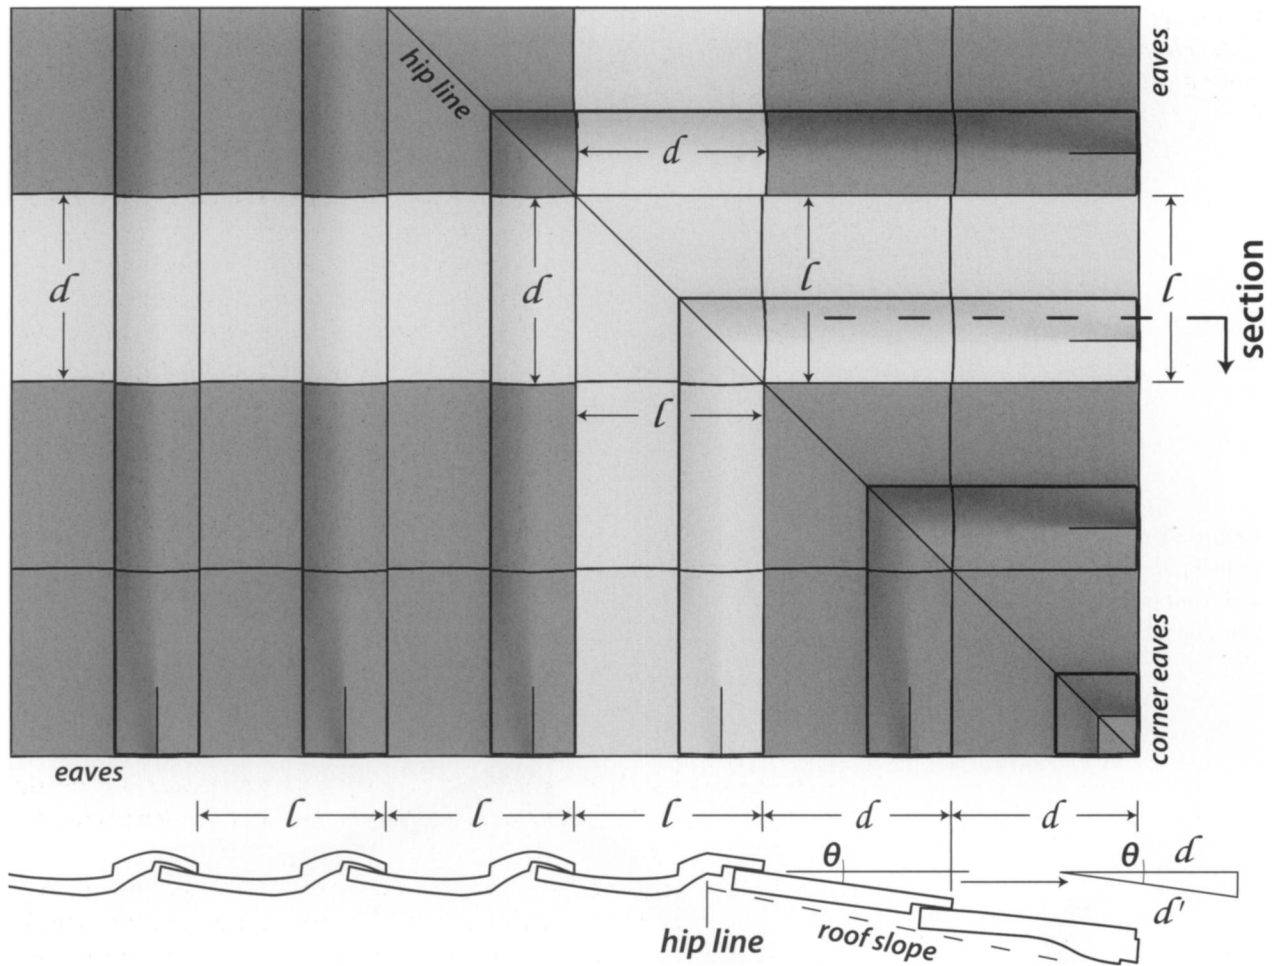 eaves
hip line
d
d
d
l
l
section
l
corner eaves
eaves
l
l
l
d
d
θ
θ
d
d'
hip line
roof slope